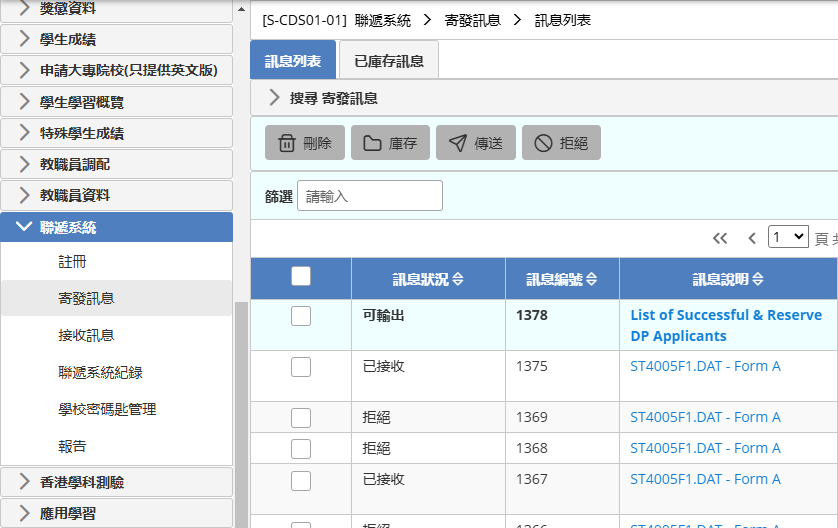 獎懲資料
學生成績
申請大專院校(只提供英文版)
學生學習概覽
特殊學生成績
教職員調配
教職員資料
聯遞系統
註冊
寄發訊息
接收訊息
聯遞系統紀錄
學校密碼匙管理
報告
香港學科測驗
應用學習
[S-CDS01-01] 聯遞系統 > 寄發訊息 > 訊息列表
訊息列表 已庫存訊息
搜尋 寄發訊息
刪除 庫存 傳送 拒絕
篩選 請輸入
1 頁 共
訊息狀況 訊息編號 訊息說明
可輸出 1378 List of Successful & Reserve
DP Applicants
已接收 1375 ST4005F1.DAT - Form A
拒絕 1369 ST4005F1.DAT - Form A
拒絕 1368 ST4005F1.DAT - Form A
已接收 1367 ST4005F1.DAT - Form A